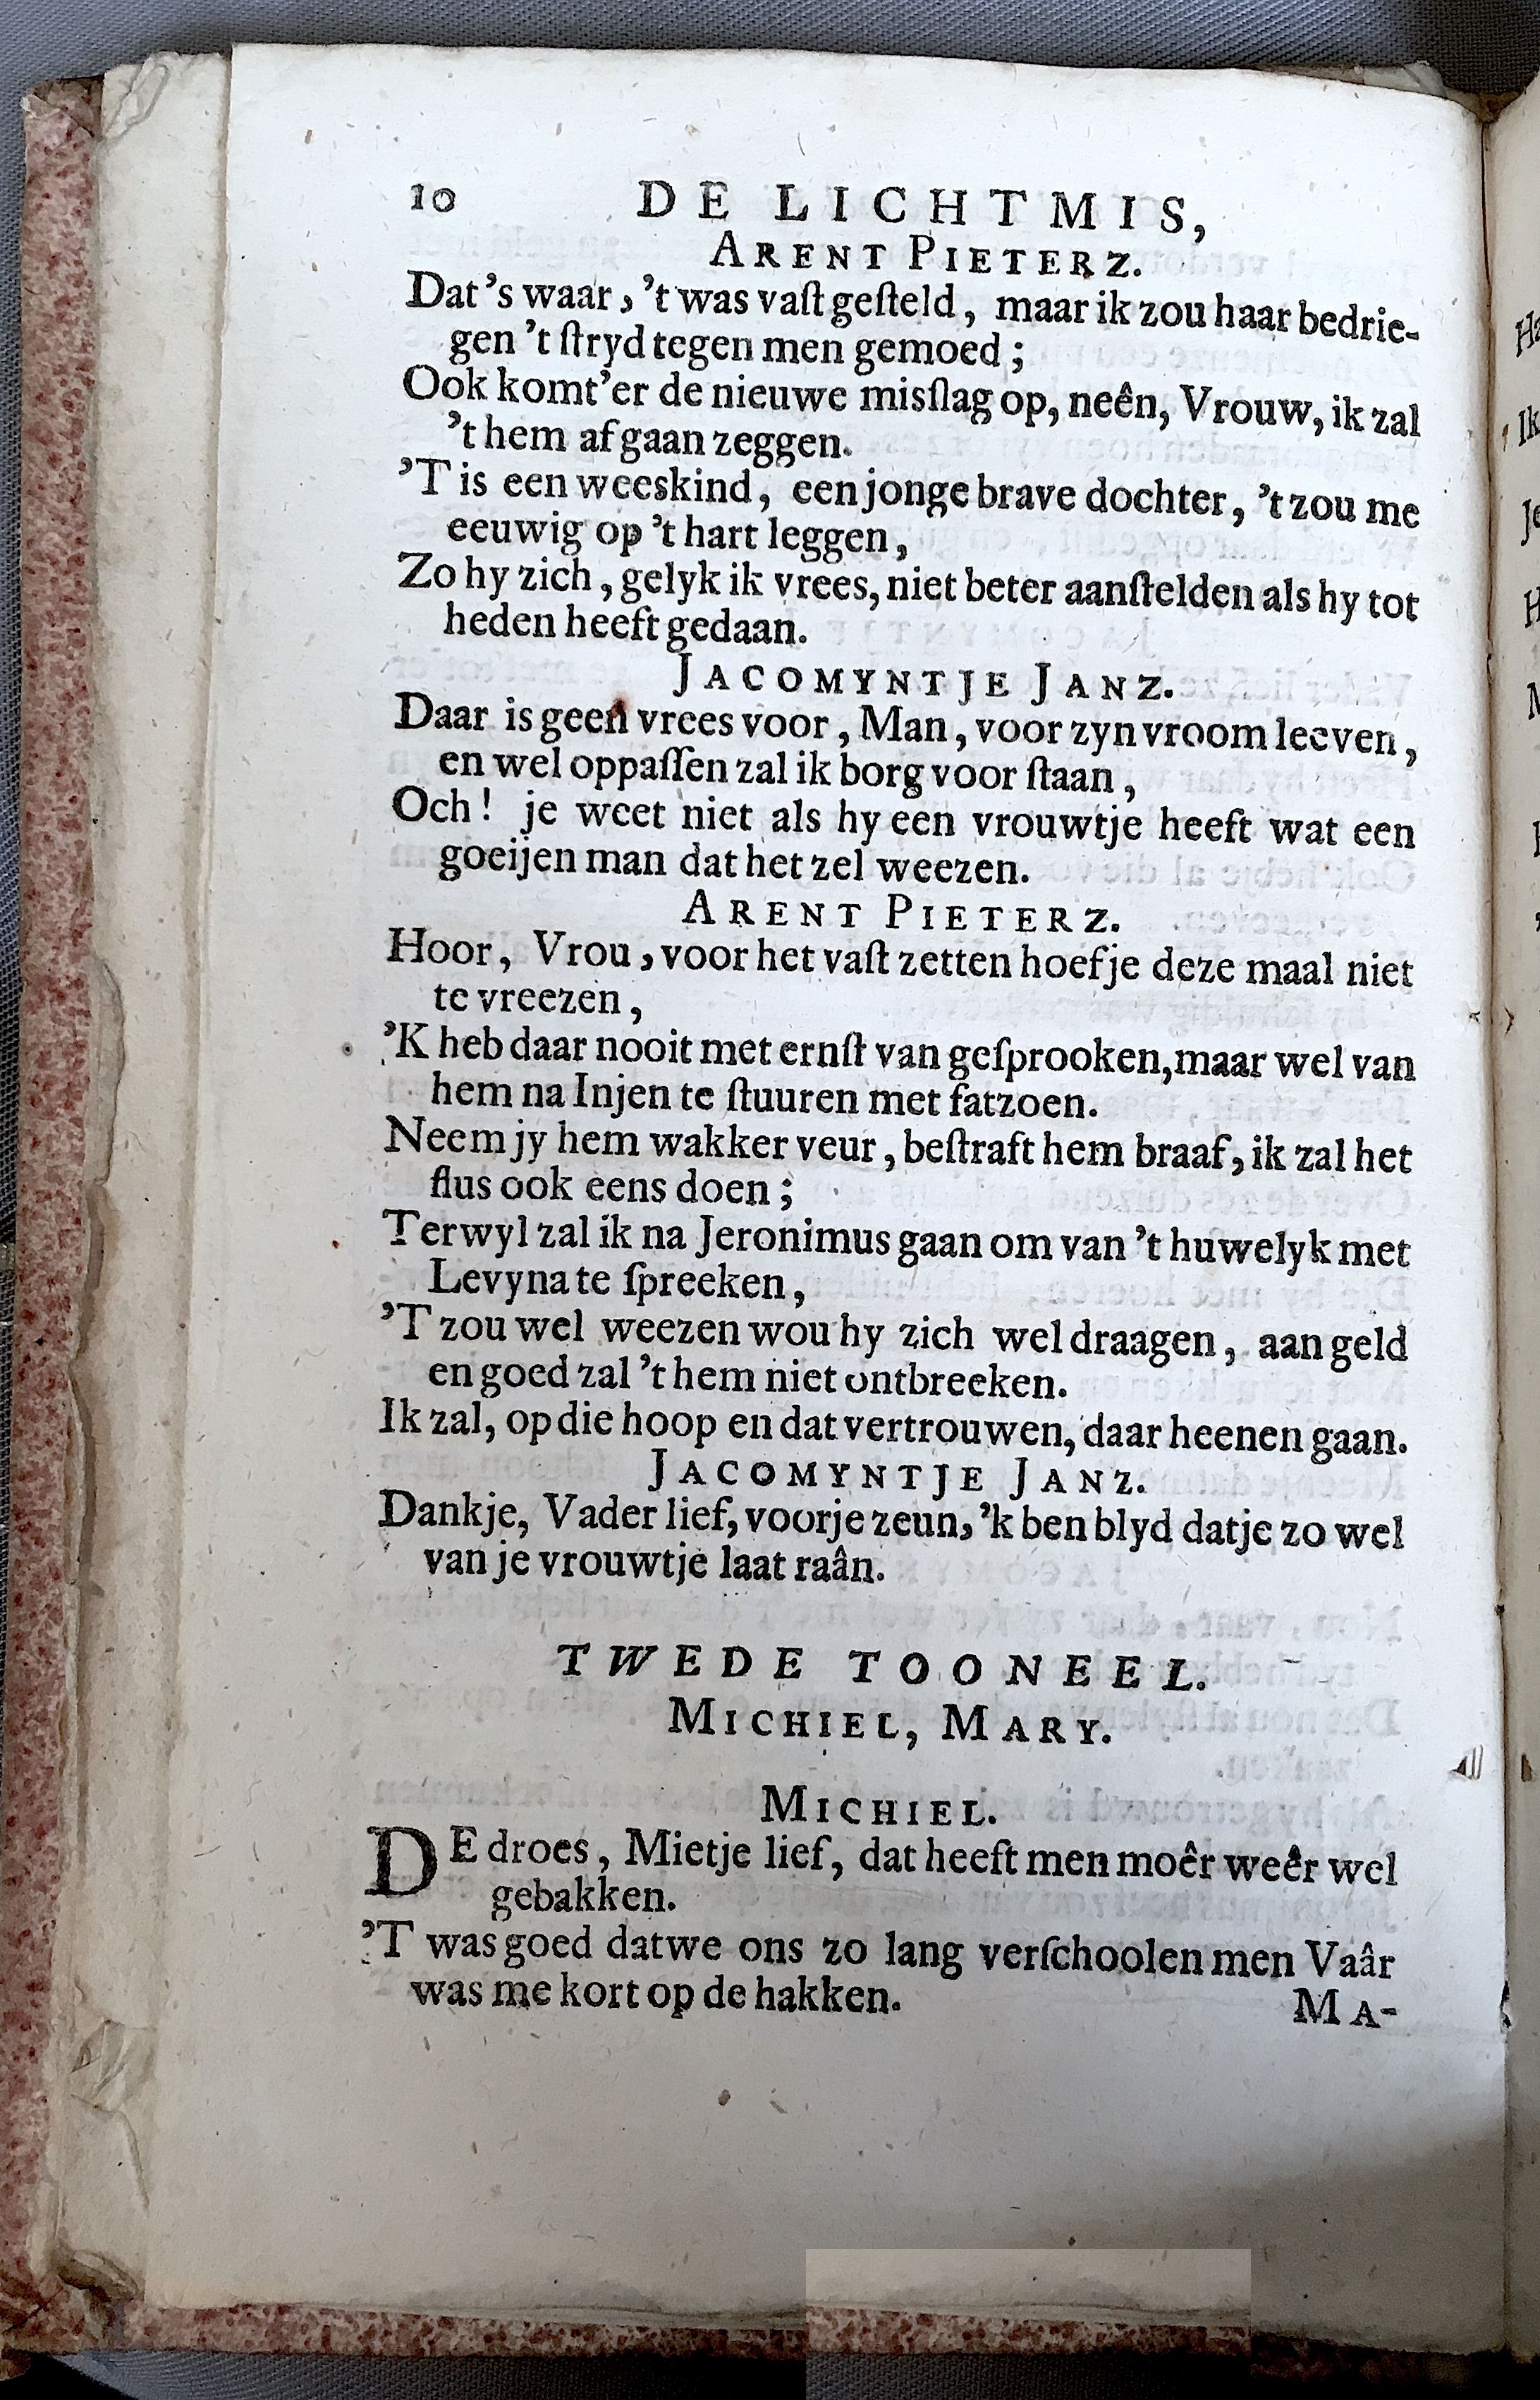 10 DE LICHTMIS,
ARENT PIETERZ.
Dat's waar, 't was vaſt geſteld, maar ik zou haar bedrie-
gen 't ſtryd tegen men gemoed;
Ook komt'er de nieuwe misſlag op, neên, Vrouw, ik zal
't hem af gaan zeggen.
'T is een weeskind, een jonge brave dochter, 't zou me
eeuwig op 't hart leggen,
Zo hy zich, gelyk ik vrees, niet beter aanſtelden als hy tot
heden heeft gedaan.
JACOMYNTJE JANZ.
Daar is geen vrees voor, Man, voor zyn vroom leeven,
en wel oppaſſen zal ik borg voor ſtaan,
Och! je weet niet als hy een vrouwtje heeft wat een
goeijen man dat het zel weezen.
ARENT PIETERZ.
Hoor, Vrou, voor het vaſt zetten hoef je deze maal niet
te vreezen,
'K heb daar nooit met ernſt van geſprooken, maar wel van
hem na Injen te ſtuuren met fatzoen.
Neem jy hem wakker veur, beſtraft hem braaf, ik zal het
flus ook eens doen;
Terwyl zal ik na Jeronimus gaan om van 't huwelyk met
Levyna te ſpreeken,
'T zou wel weezen wou hy zich wel draagen, aan geld
en goed zal 't hem niet ontbreeken.
Ik zal, op die hoop en dat vertrouwen, daar heenen gaan.
JACOMYNTJE JANZ.
Dankje, Vader lief, voor je zeun, 'k ben blyd datje zo wel
van je vrouwtje laat raân.
TWEDE TOONEEL.
MICHIEL, MARY.
MICHIEL.
DE droes, Mietje lief, dat heeft men moêr weêr wel
gebakken.
'T was goed datwe ons zo lang verſchoolen men Vaâr
was me kort op de hakken.
MA-